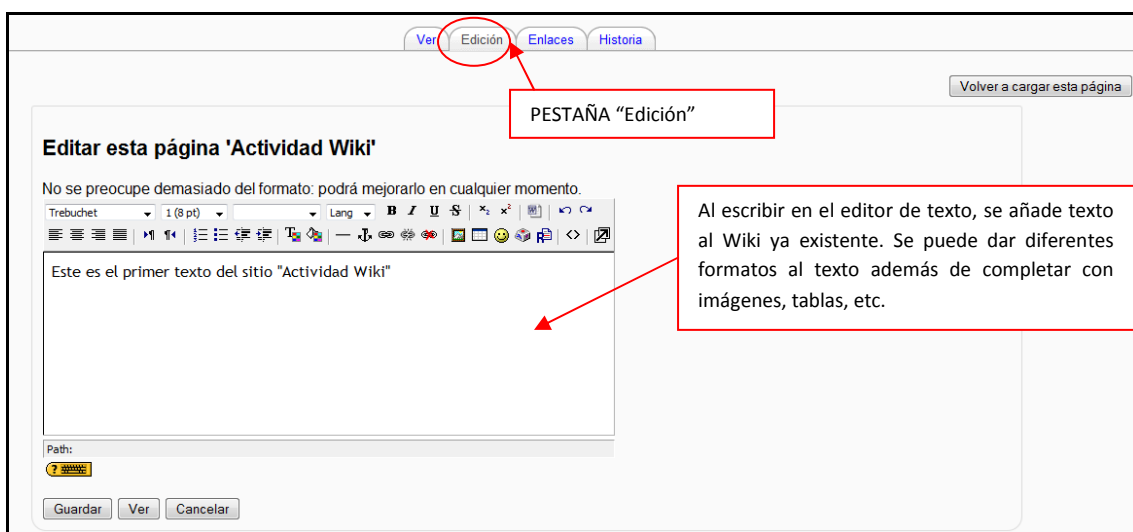 Ver Edición Enlaces Historia
Volver a cargar esta página
PESTAÑA “Edición”
Editar esta página 'Actividad Wiki'
No se preocupe demasiado del formato: podrá mejorarlo en cualquier momento.
Trebuchet 1 (8 pt) Lang B I U S x₂ x²
Al escribir en el editor de texto, se añade texto
al Wiki ya existente. Se puede dar diferentes
formatos al texto además de completar con
imágenes, tablas, etc.
Este es el primer texto del sitio "Actividad Wiki"
Path:
?
Guardar Ver Cancelar